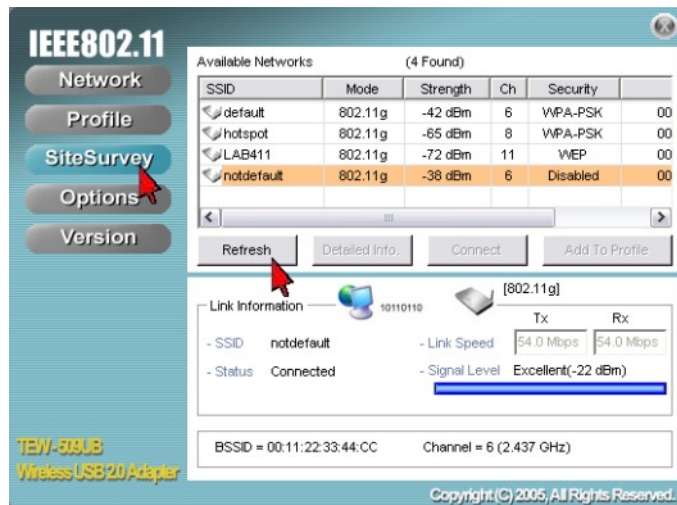 IEEE802.11
Network
Profile
SiteSurvey
Options
Version
Available Networks (4 Found)
SSID Mode Strength Ch Security
default 802.11g -42 dBm 6 WPA-PSK 00
hotspot 802.11g -65 dBm 8 WPA-PSK 00
LAB411 802.11g -72 dBm 11 WEP 00
notdefault 802.11g -38 dBm 6 Disabled 00
Refresh Detailed Info. Connect Add To Profile
Link Information 10110110 [802.11g]
Tx Rx
- SSID notdefault - Link Speed 54.0 Mbps 54.0 Mbps
- Status Connected - Signal Level Excellent(-22 dBm)
BSSID = 00:11:22:33:44:CC Channel = 6 (2.437 GHz)
TEW-509UB
Wireless USB 2.0 Adapter
Copyright (C) 2005, All Rights Reserved.